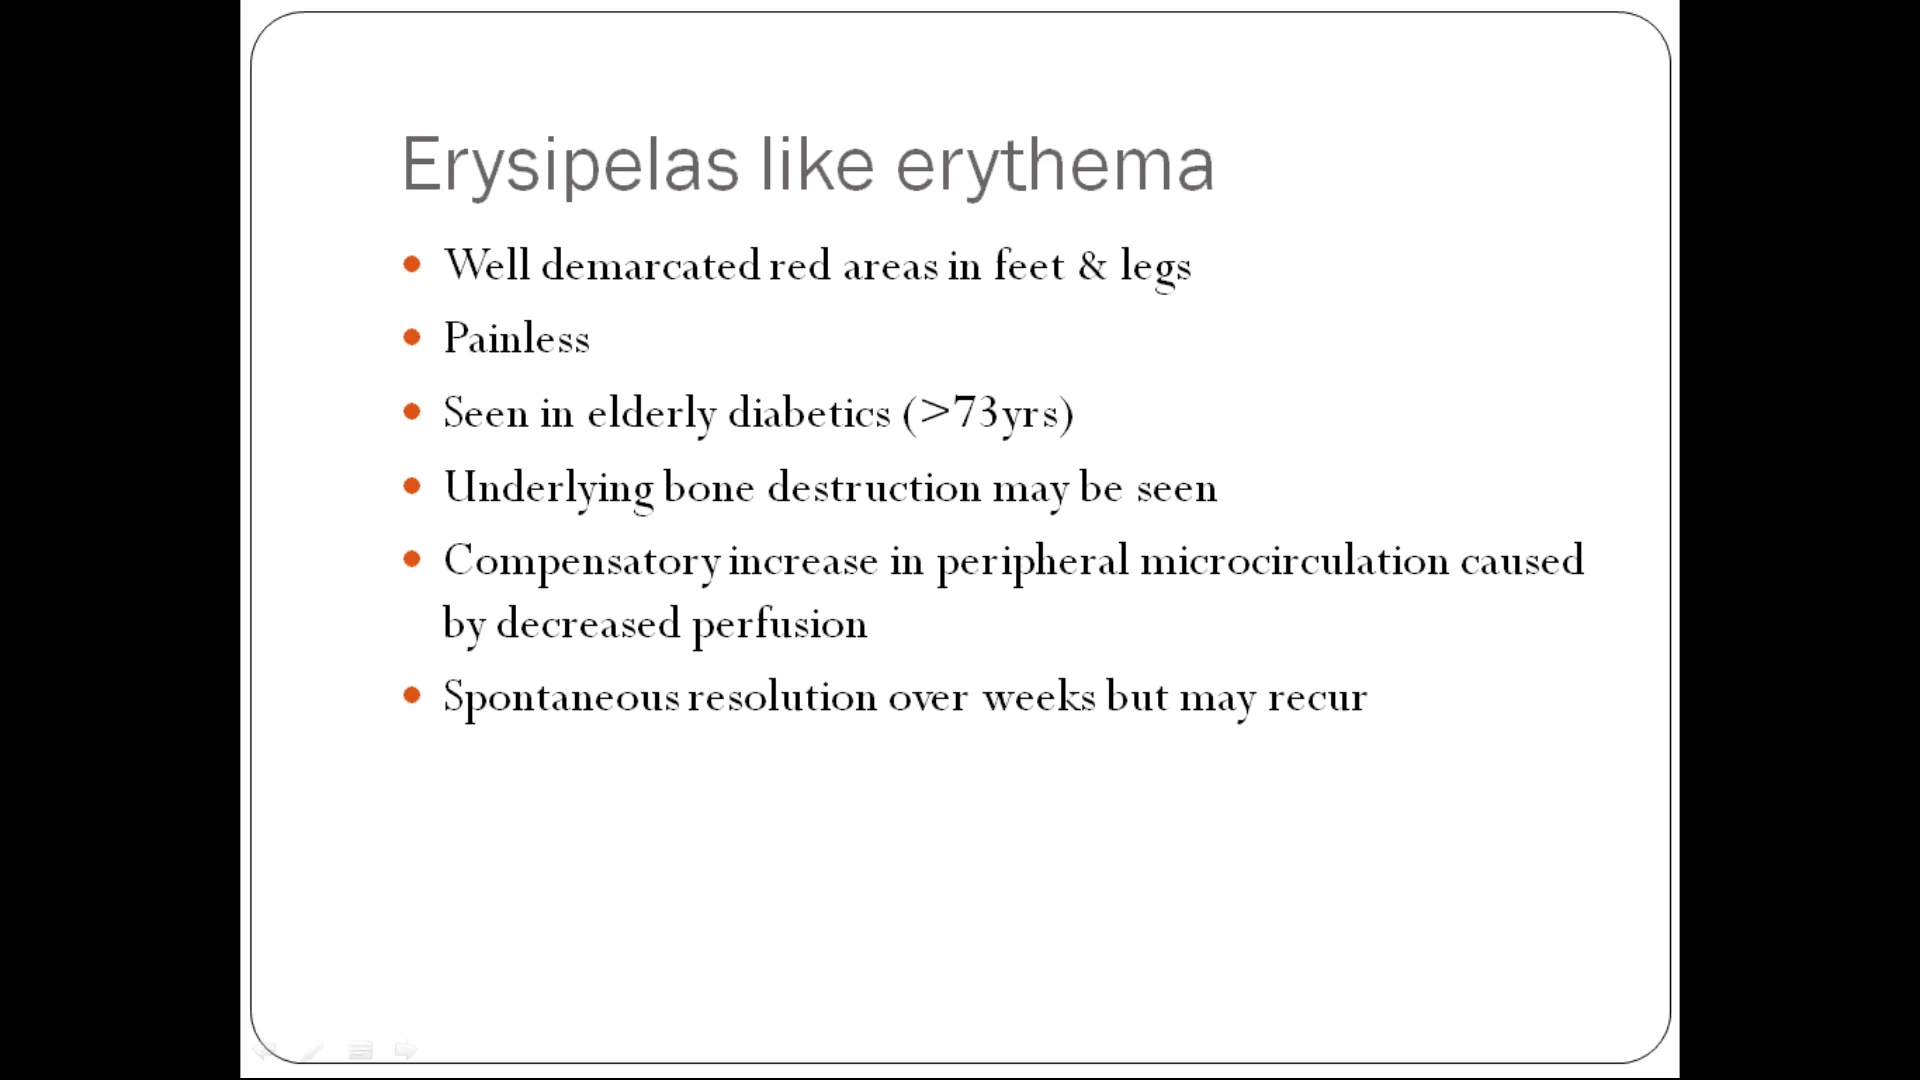 Erysipelas like erythema
Well demarcated red areas in feet & legs
Painless
Seen in elderly diabetics (>73yrs)
Underlying bone destruction may be seen
Compensatory increase in peripheral microcirculation caused
by decreased perfusion
Spontaneous resolution over weeks but may recur